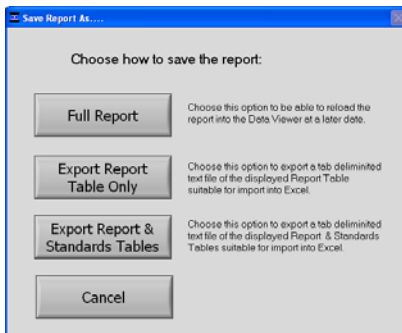 Save Report As....
Choose how to save the report:
Full Report
Choose this option to be able to reload the
report into the Data Viewer at a later date.
Export Report
Table Only
Choose this option to export a tab deliminited
text file of the displayed Report Table
suitable for import into Excel.
Export Report &
Standards Tables
Choose this option to export a tab deliminited
text file of the displayed Report & Standards
Tables suitable for import into Excel.
Cancel